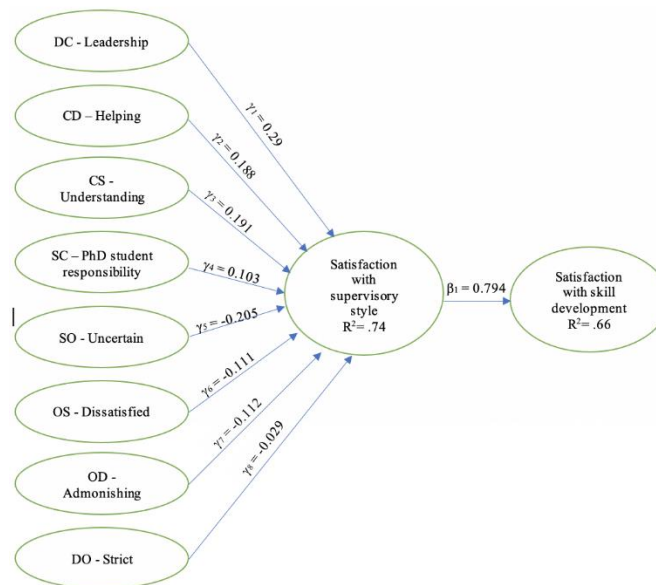 DC - Leadership
γ1 = 0.29
CD – Helping
γ2 = 0.188
CS -
Understanding
γ3 = 0.191
SC – PhD student
responsibility
γ4 = 0.103
SO - Uncertain
γ5 = -0.205
OS - Dissatisfied
γ6 = -0.111
OD -
Admonishing
γ7 = -0.112
DO - Strict
γ8 = -0.029
Satisfaction
with
supervisory
style
R²= .74
β1 = 0.794
Satisfaction
with skill
development
R²= .66